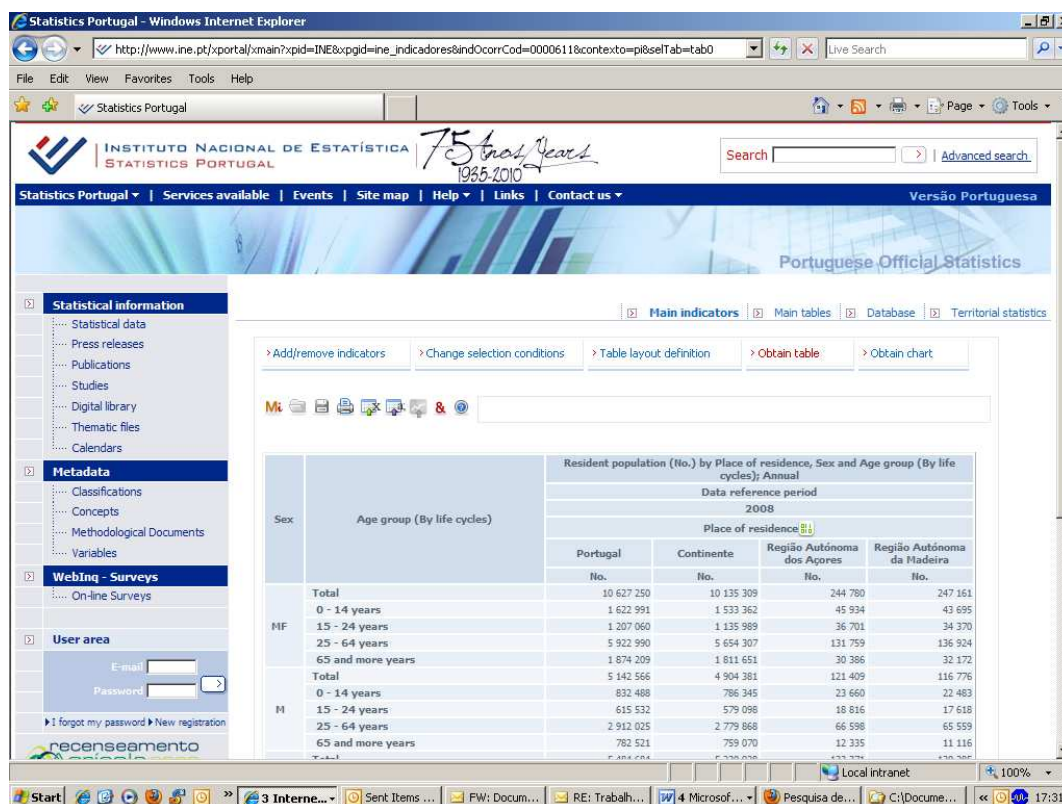 Statistics Portugal - Windows Internet Explorer
http://www.ine.pt/xportal/xmain?xpid=INE&xpgid=ine_indicadores&indOcorrCod=0000611&contexto=pi&selTab=tab0
Live Search
File Edit View Favorites Tools Help
Statistics Portugal
Page Tools
INSTITUTO NACIONAL DE ESTATÍSTICA
STATISTICS PORTUGAL
75 Anos/Years
1935-2010
Search
Advanced search
Statistics Portugal | Services available | Events | Site map | Help | Links | Contact us
Versão Portuguesa
Portuguese Official Statistics
Statistical information
Statistical data
Press releases
Publications
Studies
Digital library
Thematic files
Calendars
Metadata
Classifications
Concepts
Methodological Documents
Variables
WebInq - Surveys
On-line Surveys
User area
E-mail
Password
I forgot my password New registration
recenseamento
Main indicators Main tables Database Territorial statistics
Add/remove indicators Change selection conditions Table layout definition Obtain table Obtain chart
Mi &
Resident population (No.) by Place of residence, Sex and Age group (By life
cycles); Annual
Data reference period
2008
Sex Age group (By life cycles) Place of residence
Portugal Continente Região Autónoma dos Açores Região Autónoma da Madeira
No. No. No. No.
MF
Total 10 627 250 10 135 309 244 780 247 161
0 - 14 years 1 622 991 1 533 362 45 934 43 695
15 - 24 years 1 207 060 1 135 989 36 701 34 370
25 - 64 years 5 922 990 5 654 307 131 759 136 924
65 and more years 1 874 209 1 811 651 30 386 32 172
M
Total 5 142 566 4 904 381 121 409 116 776
0 - 14 years 832 488 786 345 23 660 22 483
15 - 24 years 615 532 579 098 18 816 17 618
25 - 64 years 2 912 025 2 779 868 66 598 65 559
65 and more years 782 521 759 070 12 335 11 116
Total
Local intranet 100%
Start » 3 Interne... Sent Items ... FW: Docum... RE: Trabalh... 4 Microsof... Pesquisa de... C:\Docume... «